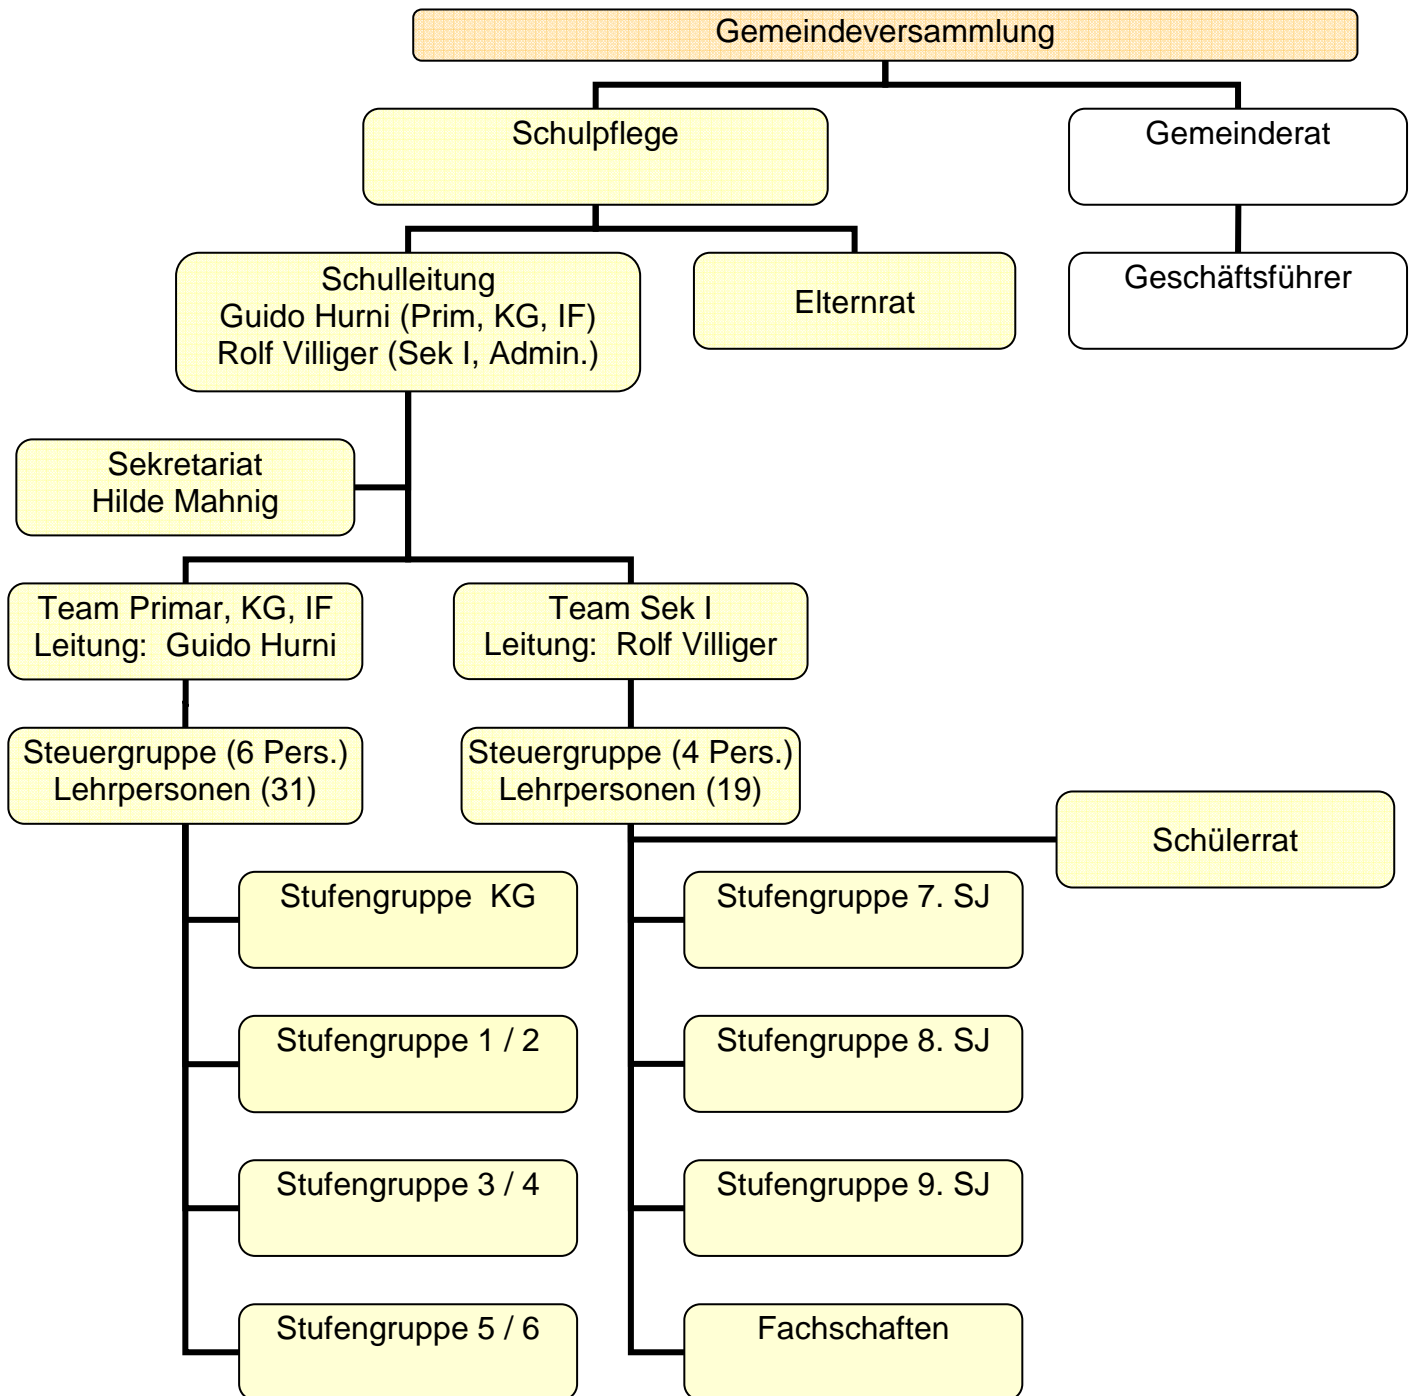 Gemeindeversammlung
Schulpflege
Gemeinderat
Schulleitung
Guido Hurni (Prim, KG, IF)
Rolf Villiger (Sek I, Admin.)
Elternrat
Geschäftsführer
Sekretariat
Hilde Mahnig
Team Primar, KG, IF
Leitung:  Guido Hurni
Team Sek I
Leitung:  Rolf Villiger
Steuergruppe (6 Pers.)
Lehrpersonen (31)
Steuergruppe (4 Pers.)
Lehrpersonen (19)
Schülerrat
Stufengruppe  KG
Stufengruppe 7. SJ
Stufengruppe 1 / 2
Stufengruppe 8. SJ
Stufengruppe 3 / 4
Stufengruppe 9. SJ
Stufengruppe 5 / 6
Fachschaften